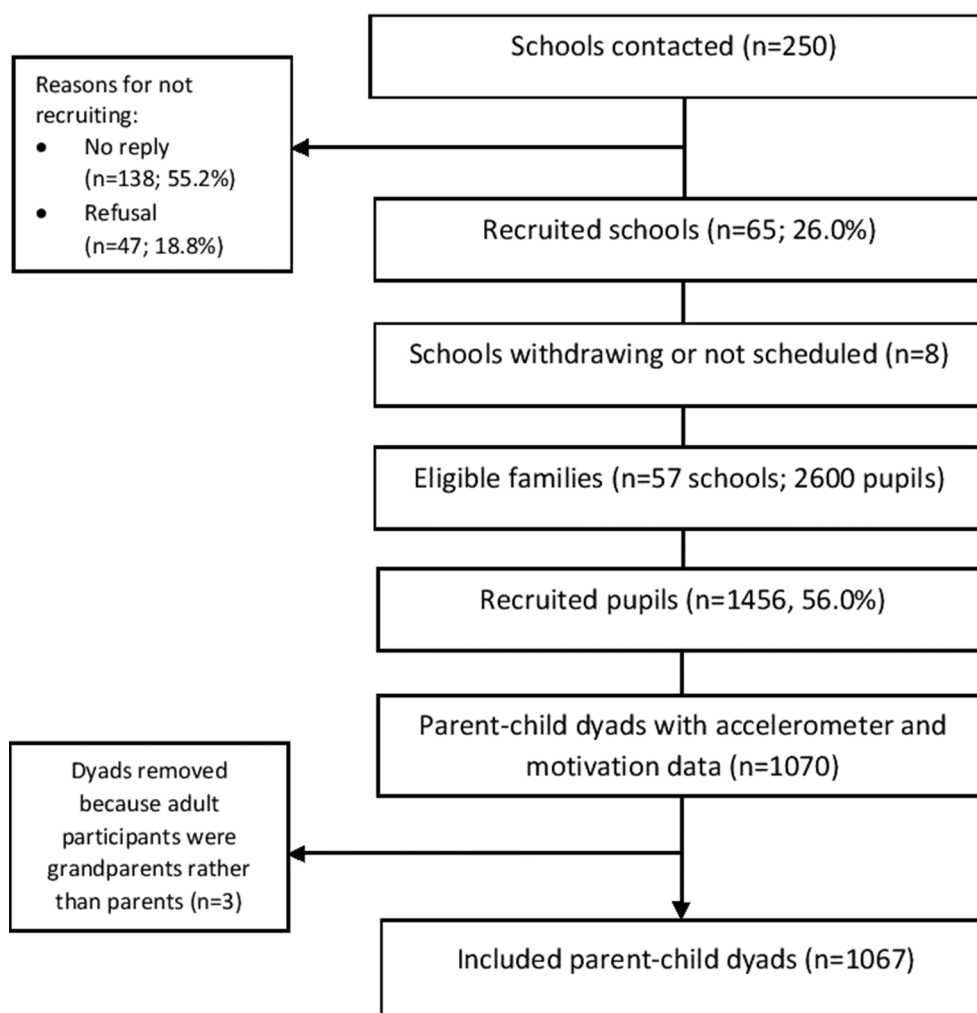 Schools contacted (n=250)
Reasons for not
recruiting:
• No reply
(n=138; 55.2%)
• Refusal
(n=47; 18.8%)
Recruited schools (n=65; 26.0%)
Schools withdrawing or not scheduled (n=8)
Eligible families (n=57 schools; 2600 pupils)
Recruited pupils (n=1456, 56.0%)
Parent-child dyads with accelerometer and
motivation data (n=1070)
Dyads removed
because adult
participants were
grandparents rather
than parents (n=3)
Included parent-child dyads (n=1067)